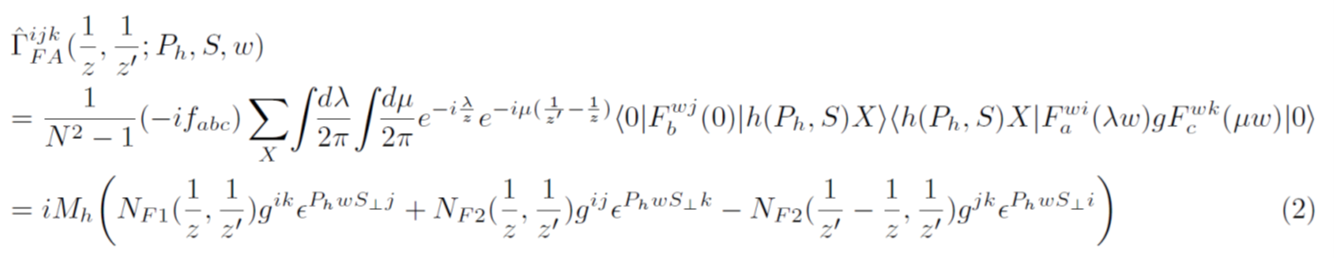 \hat{\Gamma}^{ijk}_{FA}(\frac{1}{z}, \frac{1}{z'}; P_h, S, w)
= \frac{1}{N^2-1}(-if_{abc}) \sum_X \int \frac{d\lambda}{2\pi} \int \frac{d\mu}{2\pi} e^{-i\frac{\lambda}{z}} e^{-i\mu(\frac{1}{z'}-\frac{1}{z})} \langle 0|F_b^{wj}(0)|h(P_h, S)X\rangle\langle h(P_h, S)X|F_a^{wi}(\lambda w)gF_c^{wk}(\mu w)|0\rangle
= iM_h \left( N_{F1}(\frac{1}{z}, \frac{1}{z'})g^{ik}\epsilon^{P_h w S_\perp j} + N_{F2}(\frac{1}{z}, \frac{1}{z'})g^{ij}\epsilon^{P_h w S_\perp k} - N_{F2}(\frac{1}{z'} - \frac{1}{z}, \frac{1}{z'})g^{jk}\epsilon^{P_h w S_\perp i} \right) (2)